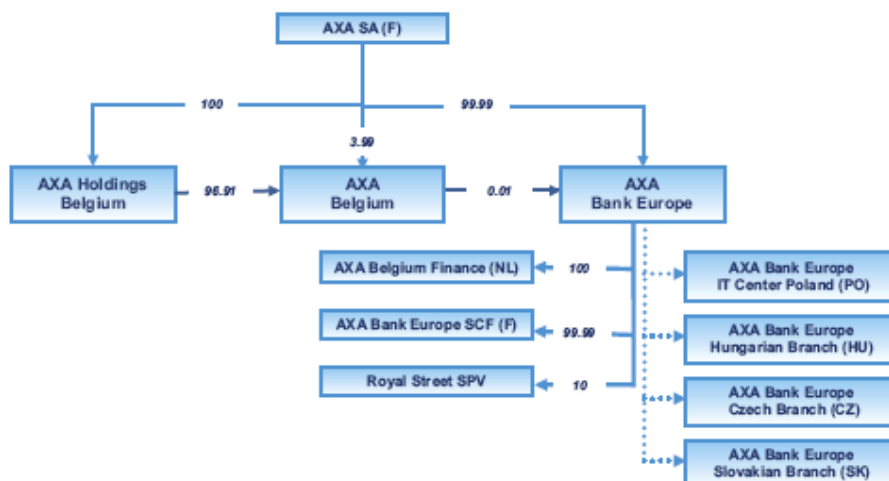 AXA SA (F)
100
99.99
3.99
AXA Holdings
Belgium
96.91
AXA
Belgium
0.01
AXA
Bank Europe
AXA Belgium Finance (NL)
100
AXA Bank Europe
IT Center Poland (PO)
AXA Bank Europe SCF (F)
99.99
AXA Bank Europe
Hungarian Branch (HU)
Royal Street SPV
10
AXA Bank Europe
Czech Branch (CZ)
AXA Bank Europe
Slovakian Branch (SK)